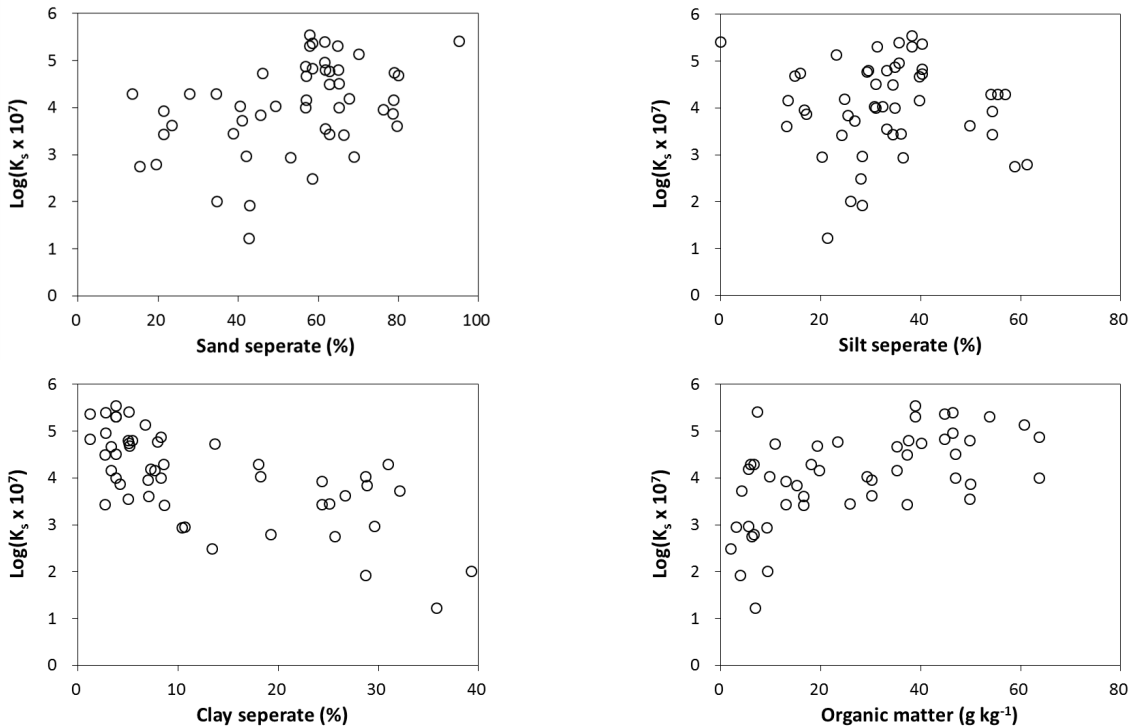 6
5
4
3
2
1
0
Log(Ks x 10⁷)
0 20 40 60 80 100
Sand seperate (%)
6
5
4
3
2
1
0
Log(Ks x 10⁷)
0 20 40 60 80
Silt seperate (%)
6
5
4
3
2
1
0
Log(Ks x 10⁷)
0 10 20 30 40
Clay seperate (%)
6
5
4
3
2
1
0
Log(Ks x 10⁷)
0 20 40 60 80
Organic matter (g kg⁻¹)